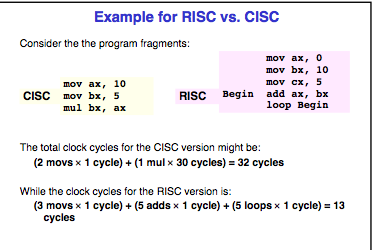 Example for RISC vs. CISC
Consider the the program fragments:
CISC
mov ax, 10
mov bx, 5
mul bx, ax
RISC
mov ax, 0
mov bx, 10
mov cx, 5
Begin add ax, bx
loop Begin
The total clock cycles for the CISC version might be:
(2 movs × 1 cycle) + (1 mul × 30 cycles) = 32 cycles
While the clock cycles for the RISC version is:
(3 movs × 1 cycle) + (5 adds × 1 cycle) + (5 loops × 1 cycle) = 13
cycles